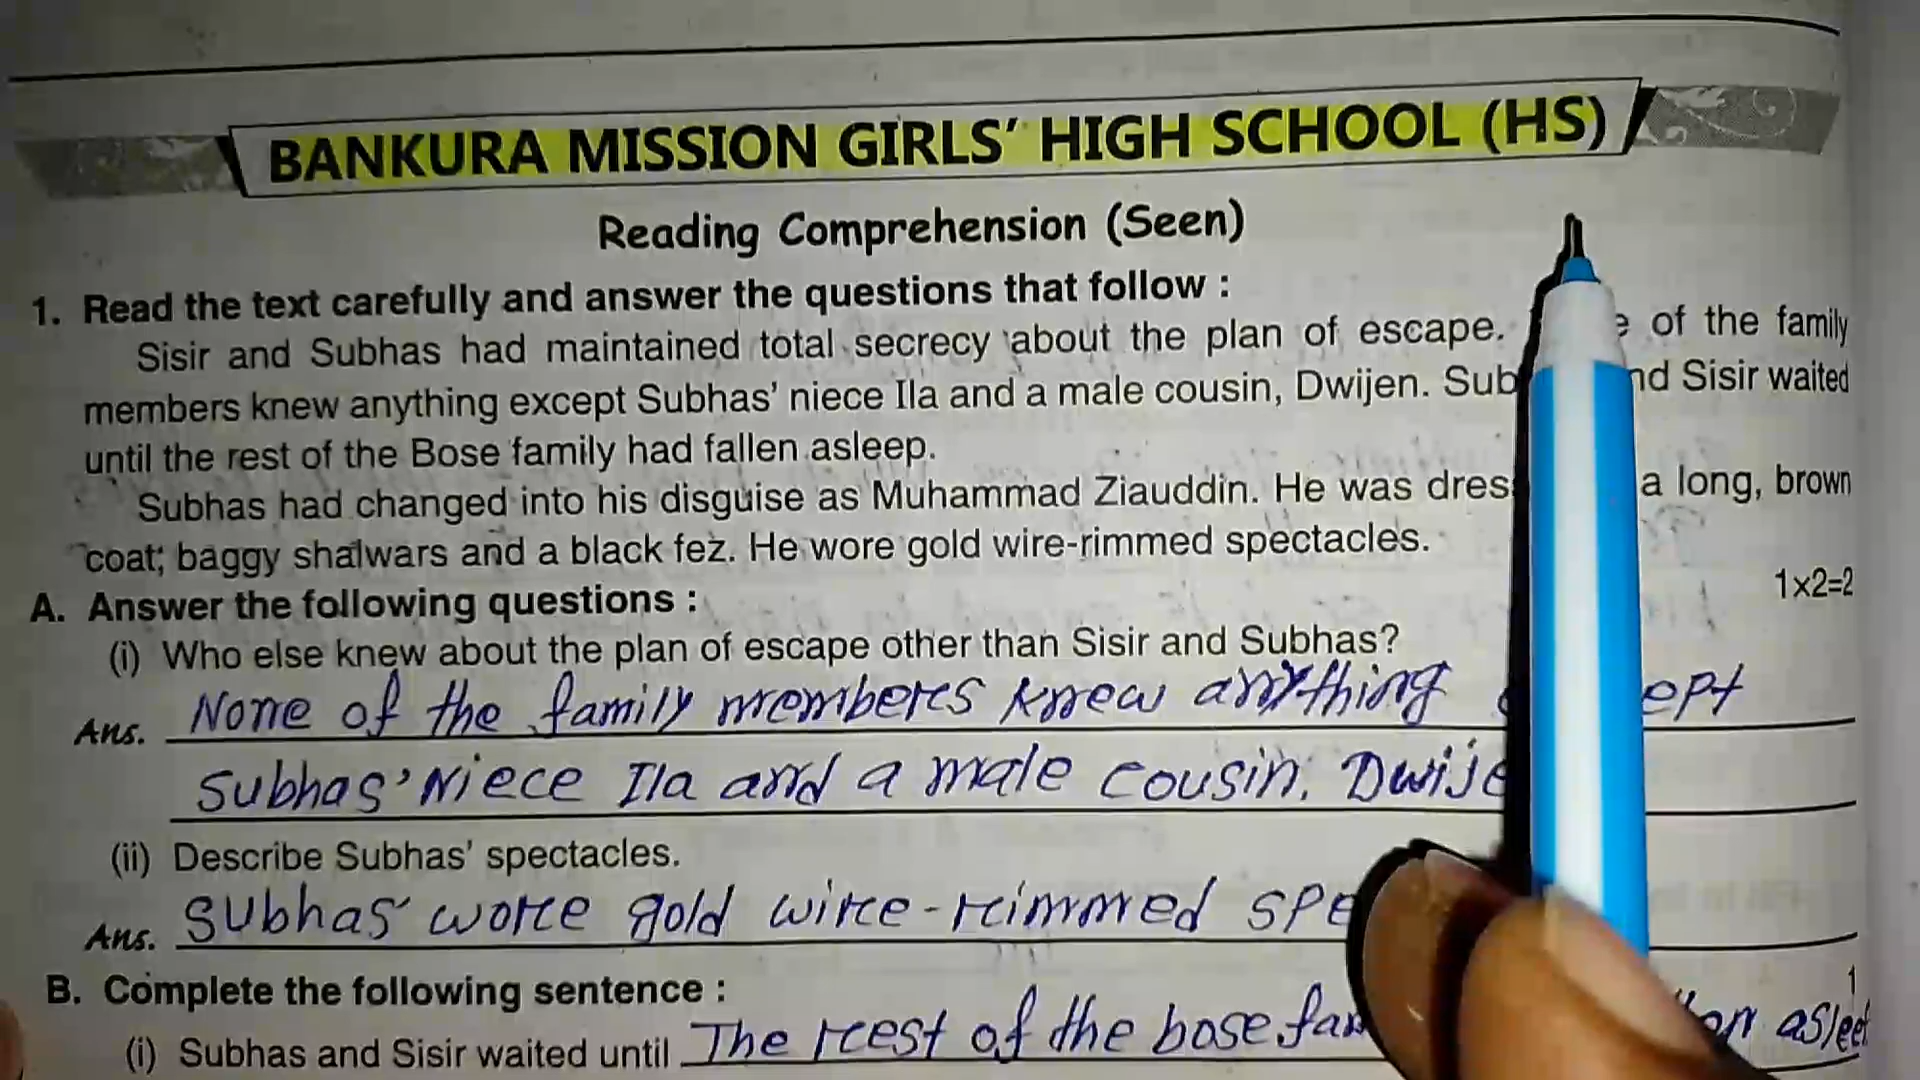 BANKURA MISSION GIRLS' HIGH SCHOOL (HS)
Reading Comprehension (Seen)
1. Read the text carefully and answer the questions that follow :
Sisir and Subhas had maintained total secrecy about the plan of escape. of the family
members knew anything except Subhas' niece Ila and a male cousin, Dwijen. Sisir waited
until the rest of the Bose family had fallen asleep.
Subhas had changed into his disguise as Muhammad Ziauddin. He was a long, brown
coat, baggy shalwars and a black fez. He wore gold wire-rimmed spectacles.
A. Answer the following questions : 1×2=2
(i) Who else knew about the plan of escape other than Sisir and Subhas?
Ans. None of the family members knew anything
Subhas' Niece Ila and a male cousin, Dwije
(ii) Describe Subhas' spectacles.
Ans. Subhas wore gold wire-rimmed spe
B. Complete the following sentence : 1
(i) Subhas and Sisir waited until The rest of the bose fam asleep